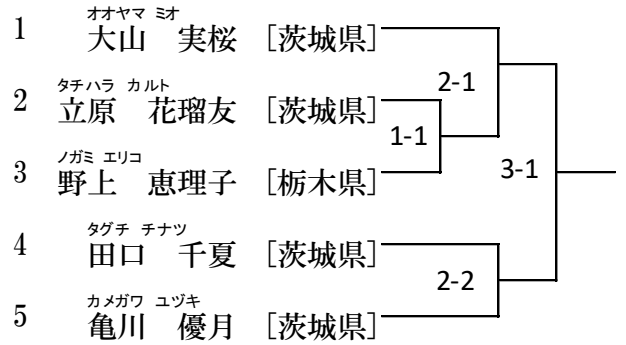 オオヤマ ミオ
1 大山 実桜 [茨城県]
2-1
タチハラ カルト
2 立原 花瑠友 [茨城県]
1-1
ノガミ エリコ
3 野上 恵理子 [栃木県]
3-1
タグチ チナツ
4 田口 千夏 [茨城県]
2-2
カメガワ ユヅキ
5 亀川 優月 [茨城県]